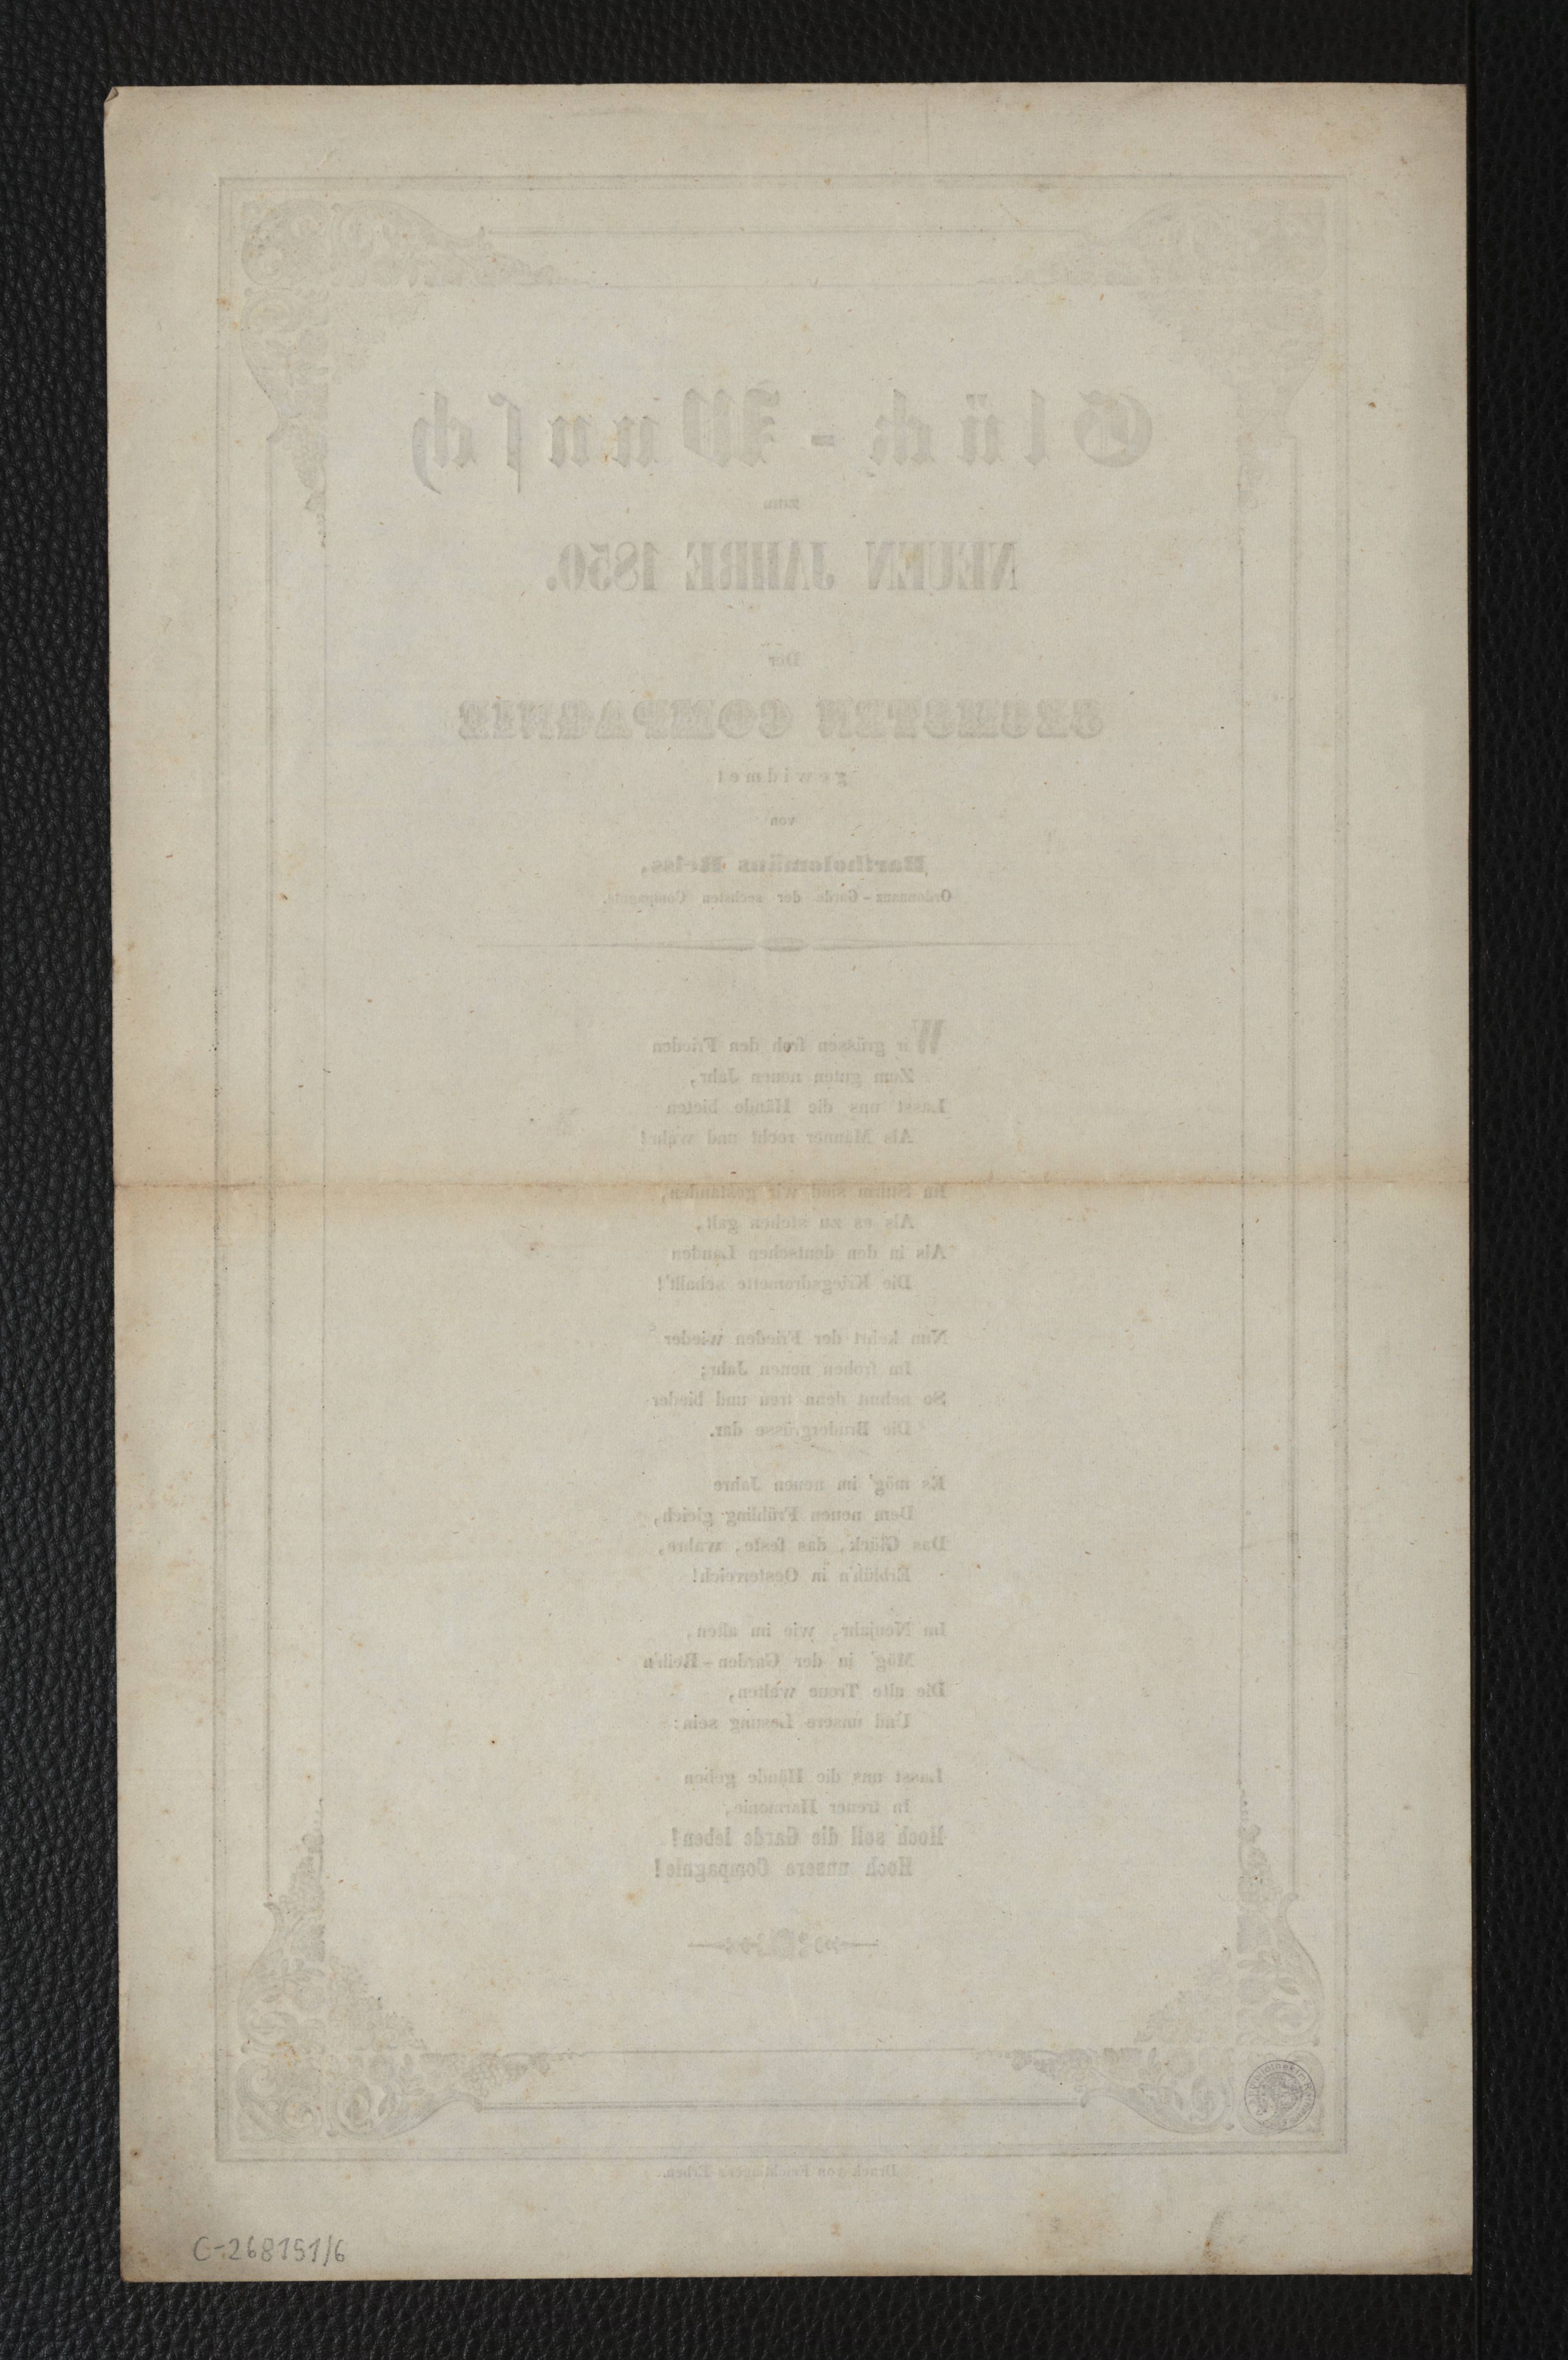 Glück-Wunsch
zum
NEUEN JAHRE 1850.
Der
SECHSTEN COMPAGNIE
gewidmet
von
Bartholomäus Reiss,
Ordonnanz-Garde der sechsten Compagnie.
Wir grüssen froh den Frieden
Zum guten neuen Jahr,
Lasst uns die Hände bieten
Als Männer recht und wahr!
Im Sturm sind wir gestanden,
Als es zu stehen galt,
Als in den deutschen Landen
Die Kriegsdromette schallt'!
Nun kehrt der Frieden wieder
Im frohen neuen Jahr;
So nehmt denn treu und bieder
Die Brudergrüsse dar.
Es mög' im neuen Jahre
Dem neuen Frühling gleich,
Das Glück, das feste, wahre,
Erblüh'n in Oesterreich!
Im Neujahr, wie im alten,
Mög' in der Garden-Reih'n
Die alte Treue walten,
Und unsere Losung sein:
Lasst uns die Hände geben
In treuer Harmonie,
Hoch soll die Garde leben!
Hoch unsere Compagnie!
Druck von Erben.
C-268151/6